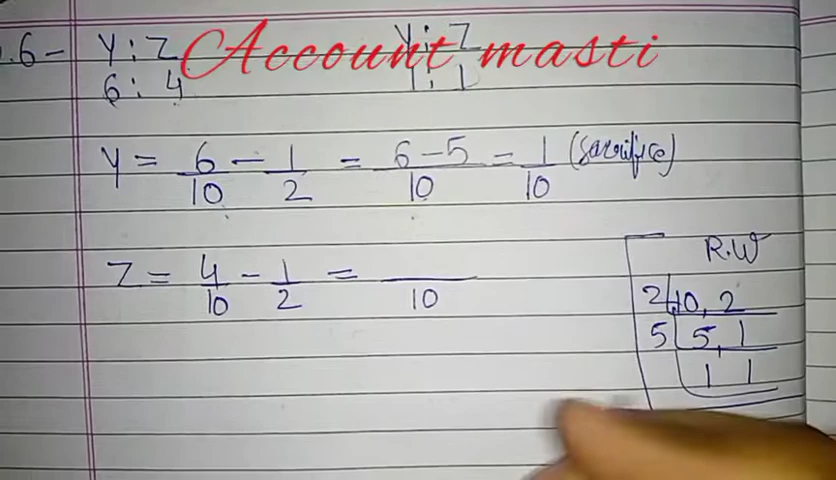 .6- Y:Z Y:Z
Account masti
6:4 1:1
Y = 6/10 - 1/2 = 6-5/10 = 1/10 (Sacrifice)
Z = 4/10 - 1/2 = /10
R.W
2 10, 2
5 5, 1
1 1